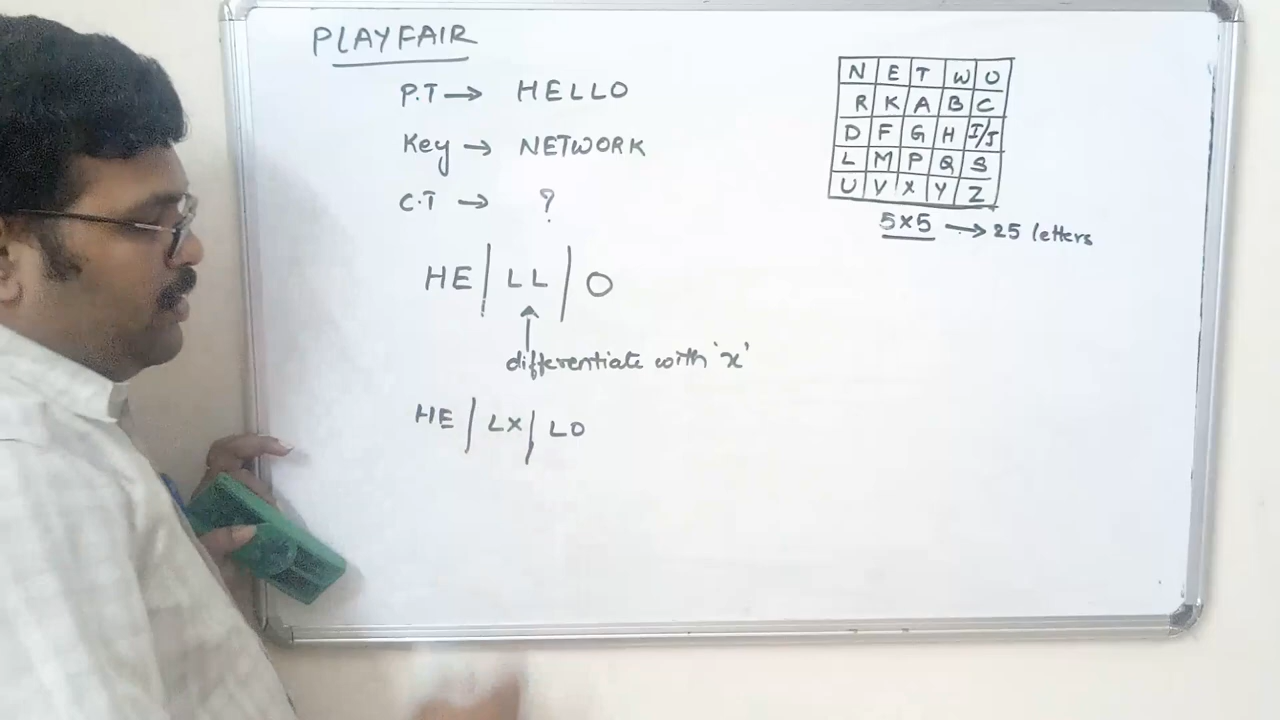 PLAYFAIR
P.T → HELLO
Key → NETWORK
C.T → ?
HE | LL | O
differentiate with 'x'
HE | LX | LO
N E T W O
R K A B C
D F G H I/J
L M P Q S
U V X Y Z
5×5 → 25 letters